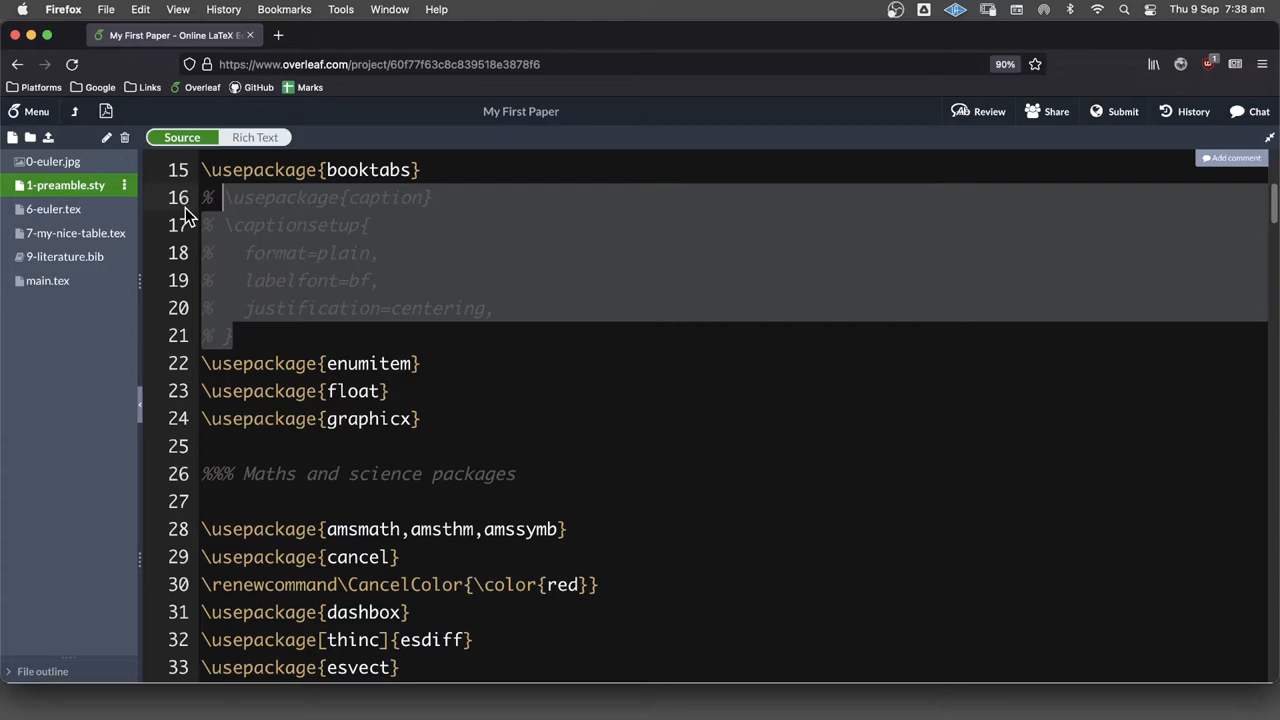 Firefox File Edit View History Bookmarks Tools Window Help Thu 9 Sep 7:38 am
My First Paper - Online LaTeX Ed
https://www.overleaf.com/project/60f77f63c8c839518e3878f6 90% 1
Platforms Google Links Overleaf GitHub Marks
Menu My First Paper Review Share Submit History Chat
Source Rich Text
Add comment
0-euler.jpg
1-preamble.sty
6-euler.tex
7-my-nice-table.tex
9-literature.bib
main.tex
File outline
15 \usepackage{booktabs}
16 % \usepackage{caption}
17 % \captionsetup{
18 %   format=plain,
19 %   labelfont=bf,
20 %   justification=centering,
21 % }
22 \usepackage{enumitem}
23 \usepackage{float}
24 \usepackage{graphicx}
25
26 %%% Maths and science packages
27
28 \usepackage{amsmath,amsthm,amssymb}
29 \usepackage{cancel}
30 \renewcommand\CancelColor{\color{red}}
31 \usepackage{dashbox}
32 \usepackage[thinc]{esdiff}
33 \usepackage{esvect}